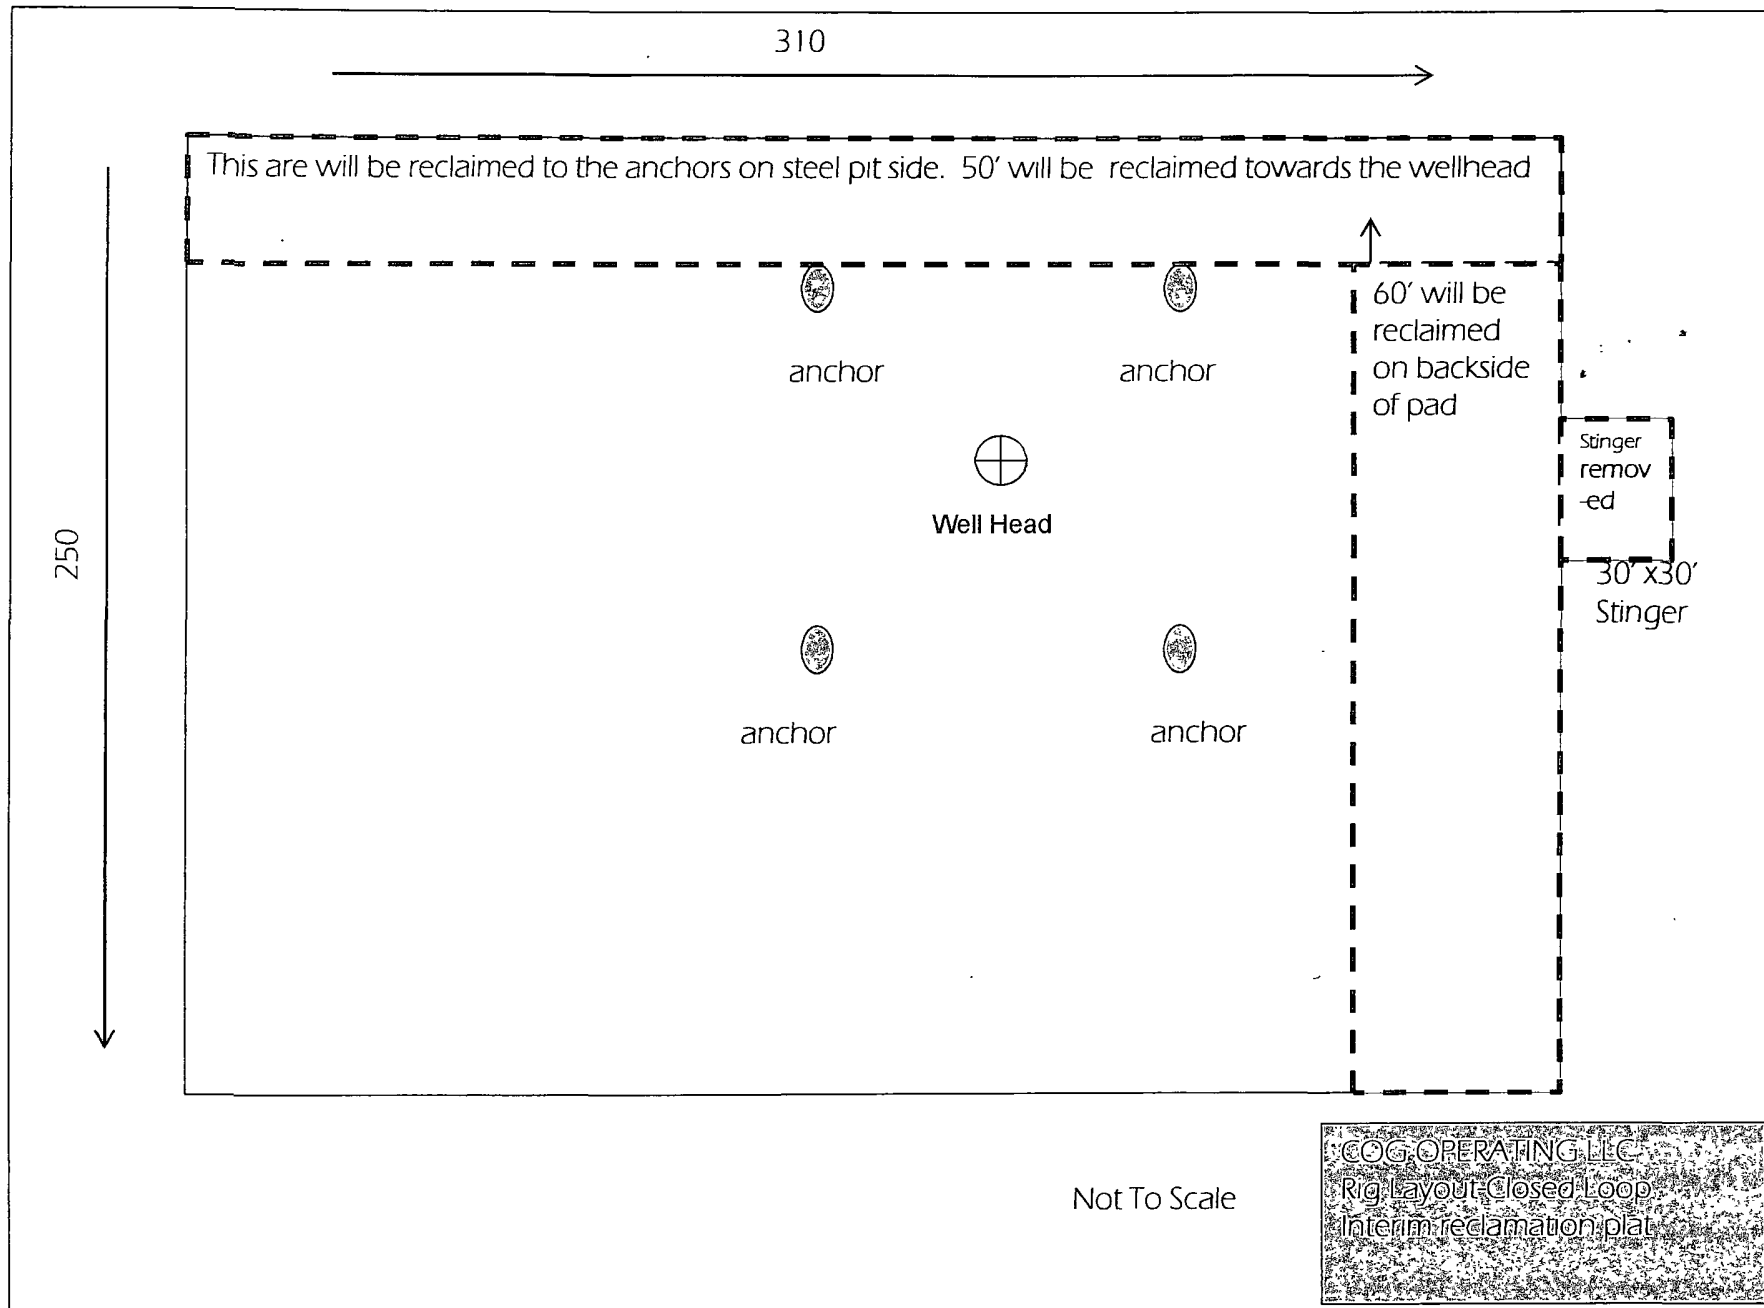 310
This are will be reclaimed to the anchors on steel pit side. 50' will be reclaimed towards the wellhead
60' will be
reclaimed
on backside
of pad
anchor
anchor
Stinger
remov
-ed
Well Head
250
30' x30'
Stinger
anchor
anchor
Not To Scale
COG OPERATING LLC
Rig Layout Closed Loop
Interim reclamation plat